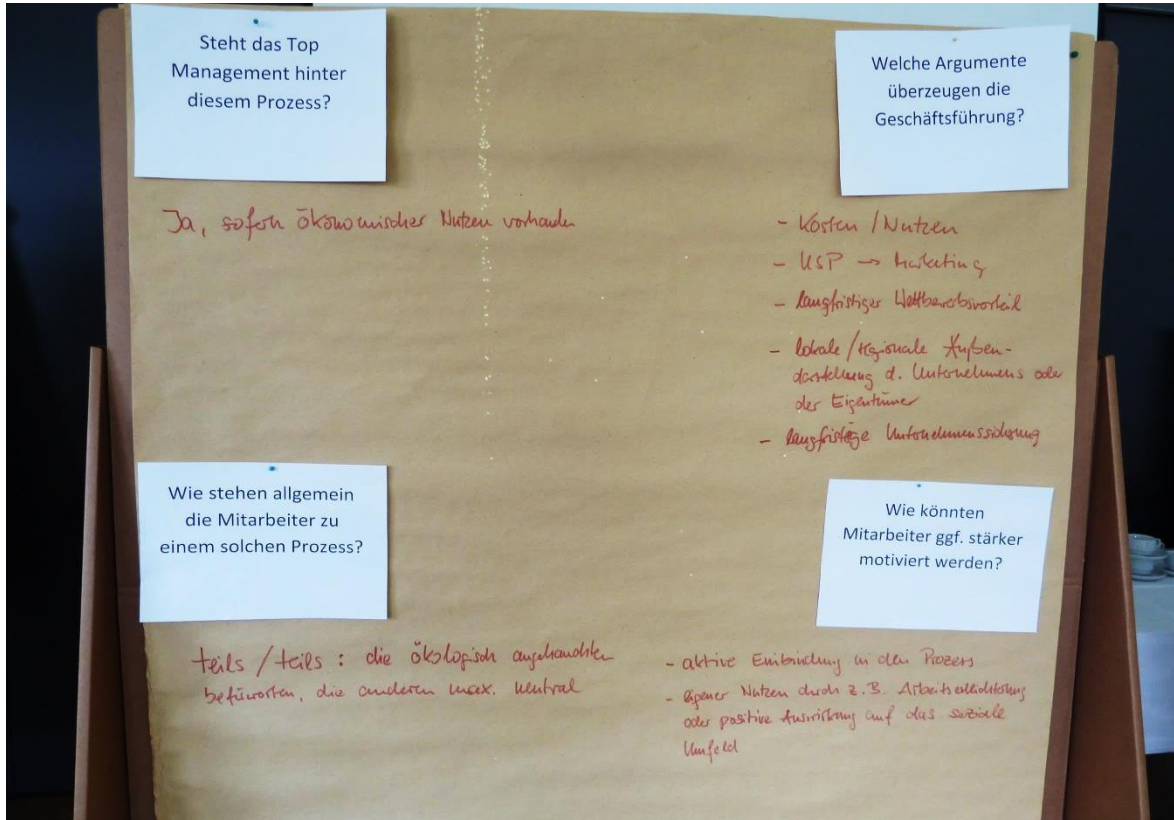 Steht das Top
Management hinter
diesem Prozess?
Ja, sofern ökonomischer Nutzen vorhanden
Welche Argumente
überzeugen die
Geschäftsführung?
- Kosten / Nutzen
- USP → Marketing
- langfristiger Wettbewerbsvorteil
- lokale / regionale Außen-
darstellung d. Unternehmens oder
der Eigentümer
- langfristige Unternehmenssicherung
Wie stehen allgemein
die Mitarbeiter zu
einem solchen Prozess?
teils / teils : die ökologisch angehauchten
befürworten, die anderen max. neutral
Wie könnten
Mitarbeiter ggf. stärker
motiviert werden?
- aktive Einbindung in den Prozess
- eigener Nutzen durch z.B. Arbeitserleichterung
oder positive Auswirkung auf das soziale
Umfeld